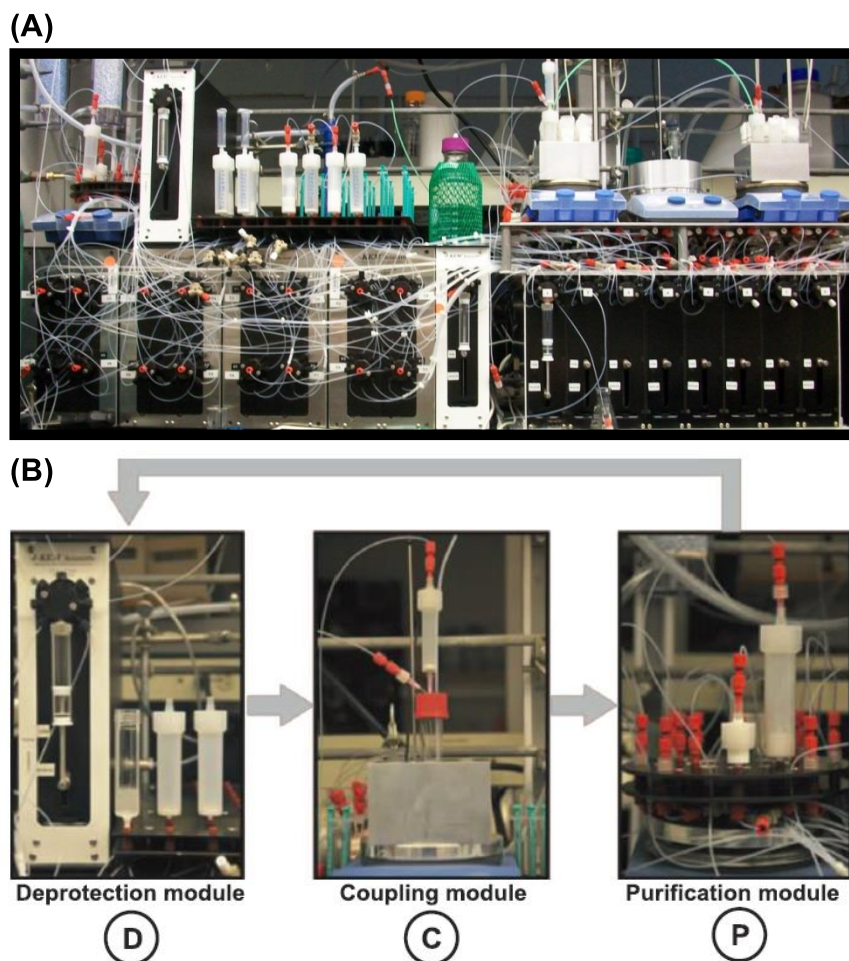 (A)
(B)
Deprotection module
Coupling module
Purification module
D
C
P